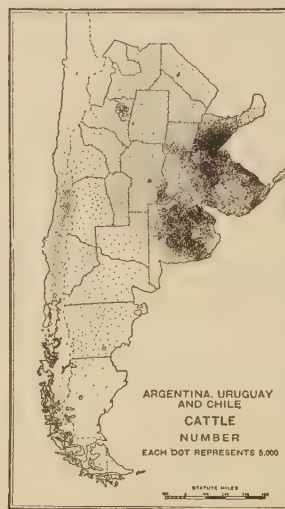 ARGENTINA, URUGUAY
AND CHILE
CATTLE
NUMBER
EACH DOT REPRESENTS 5,000
STATUTE MILES